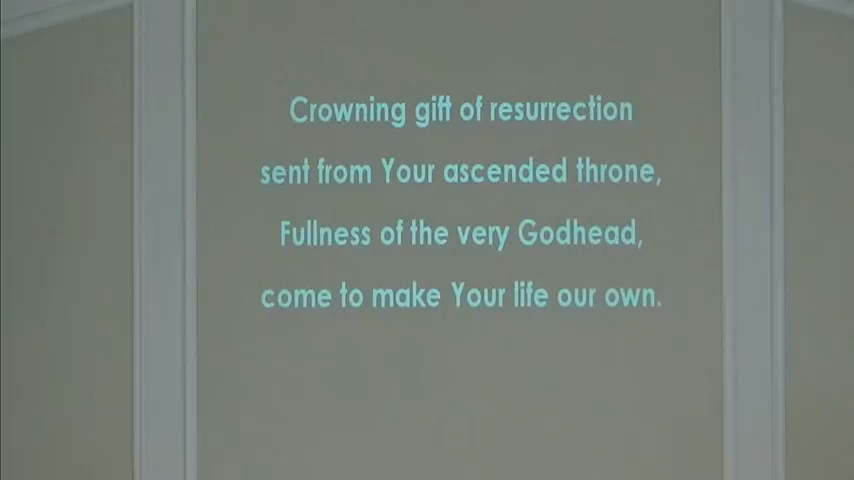 Crowning gift of resurrection
sent from Your ascended throne,
Fullness of the very Godhead,
come to make Your life our own.